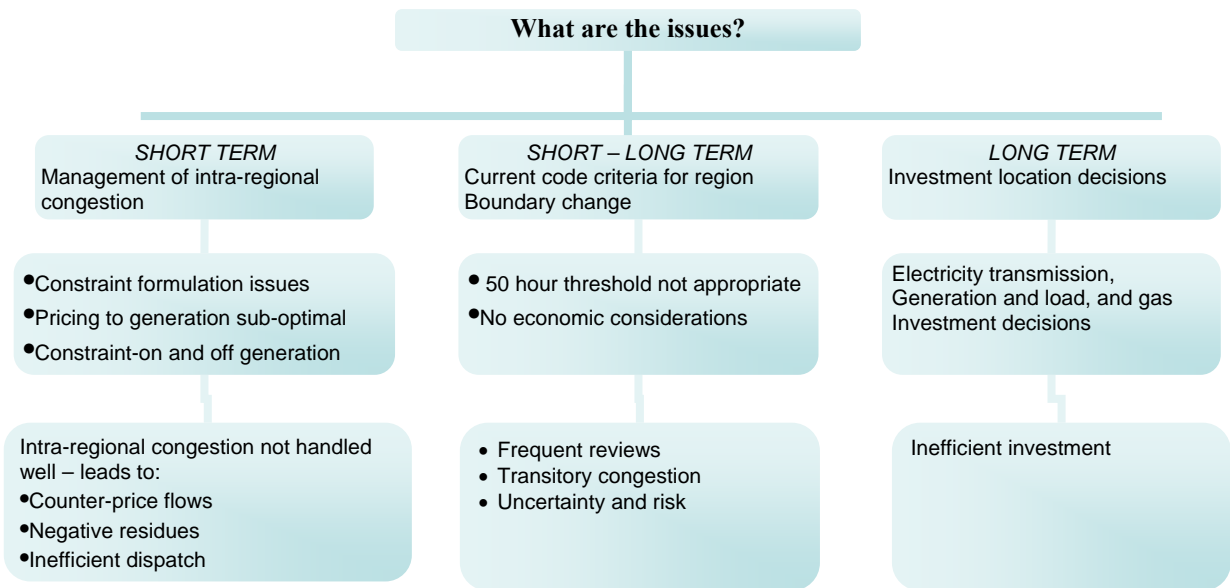 What are the issues?
SHORT TERM
Management of intra-regional
congestion
•Constraint formulation issues
•Pricing to generation sub-optimal
•Constraint-on and off generation
Intra-regional congestion not handled
well – leads to:
•Counter-price flows
•Negative residues
•Inefficient dispatch
SHORT – LONG TERM
Current code criteria for region
Boundary change
• 50 hour threshold not appropriate
•No economic considerations
• Frequent reviews
• Transitory congestion
• Uncertainty and risk
LONG TERM
Investment location decisions
Electricity transmission,
Generation and load, and gas
Investment decisions
Inefficient investment